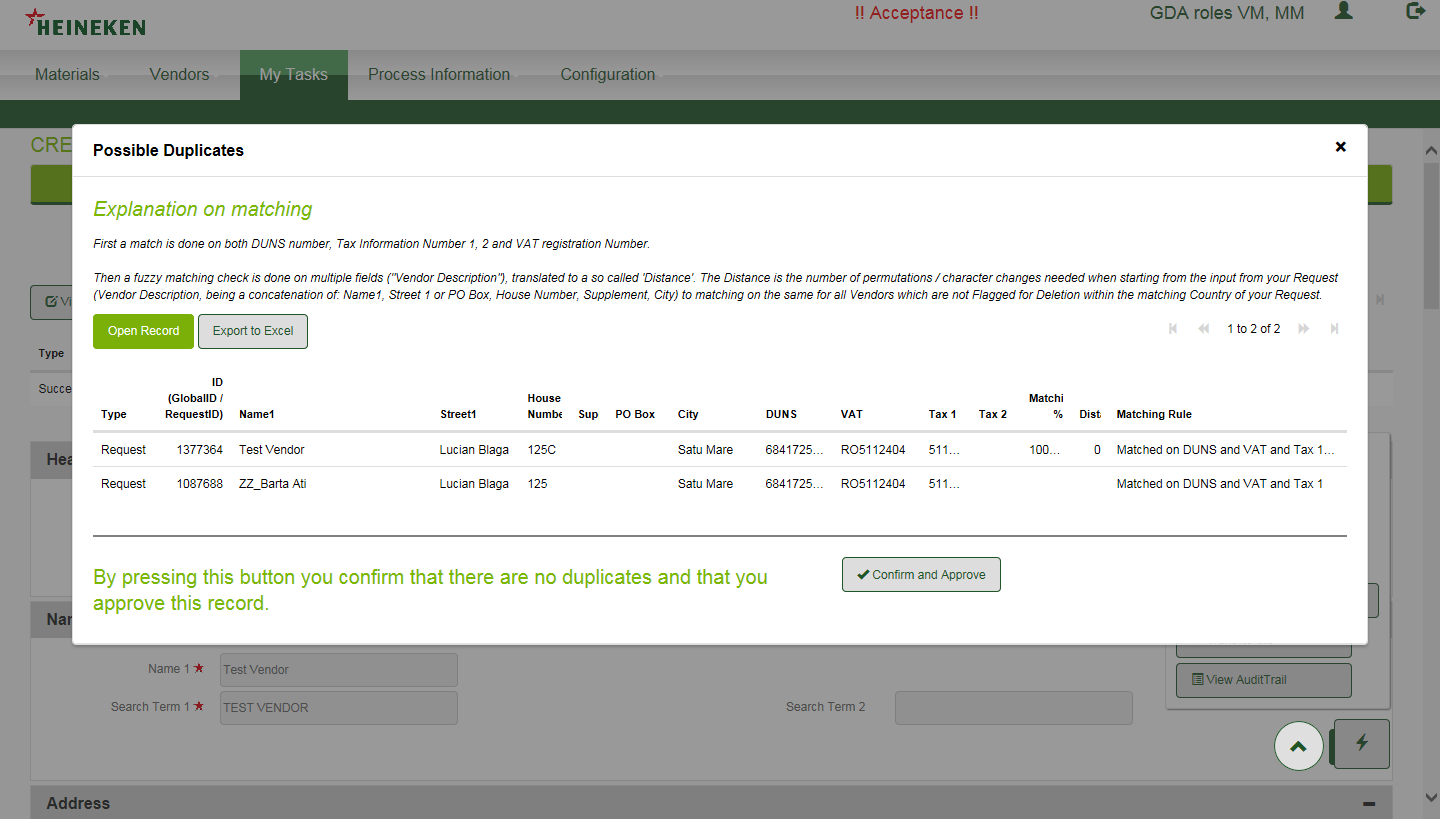 HEINEKEN
!! Acceptance !!
GDA roles VM, MM
Materials
Vendors
My Tasks
Process Information
Configuration
CRE
Possible Duplicates
Explanation on matching
First a match is done on both DUNS number, Tax Information Number 1, 2 and VAT registration Number.
Then a fuzzy matching check is done on multiple fields ("Vendor Description"), translated to a so called 'Distance'. The Distance is the number of permutations / character changes needed when starting from the input from your Request
(Vendor Description, being a concatenation of: Name1, Street 1 or PO Box, House Number, Supplement, City) to matching on the same for all Vendors which are not Flagged for Deletion within the matching Country of your Request.
Vi
Open Record
Export to Excel
1 to 2 of 2
Type
Succe
Type ID (GlobalID / RequestID) Name1 Street1 House Numbe Sup PO Box City DUNS VAT Tax 1 Tax 2 Matchi % Dist Matching Rule
Request 1377364 Test Vendor Lucian Blaga 125C Satu Mare 6841725... RO5112404 511... 100... 0 Matched on DUNS and VAT and Tax 1...
Request 1087688 ZZ_Barta Ati Lucian Blaga 125 Satu Mare 6841725... RO5112404 511... Matched on DUNS and VAT and Tax 1
Hea
By pressing this button you confirm that there are no duplicates and that you
approve this record.
Confirm and Approve
Nar
Name 1 Test Vendor
View AuditTrail
Search Term 1 TEST VENDOR
Search Term 2
Address